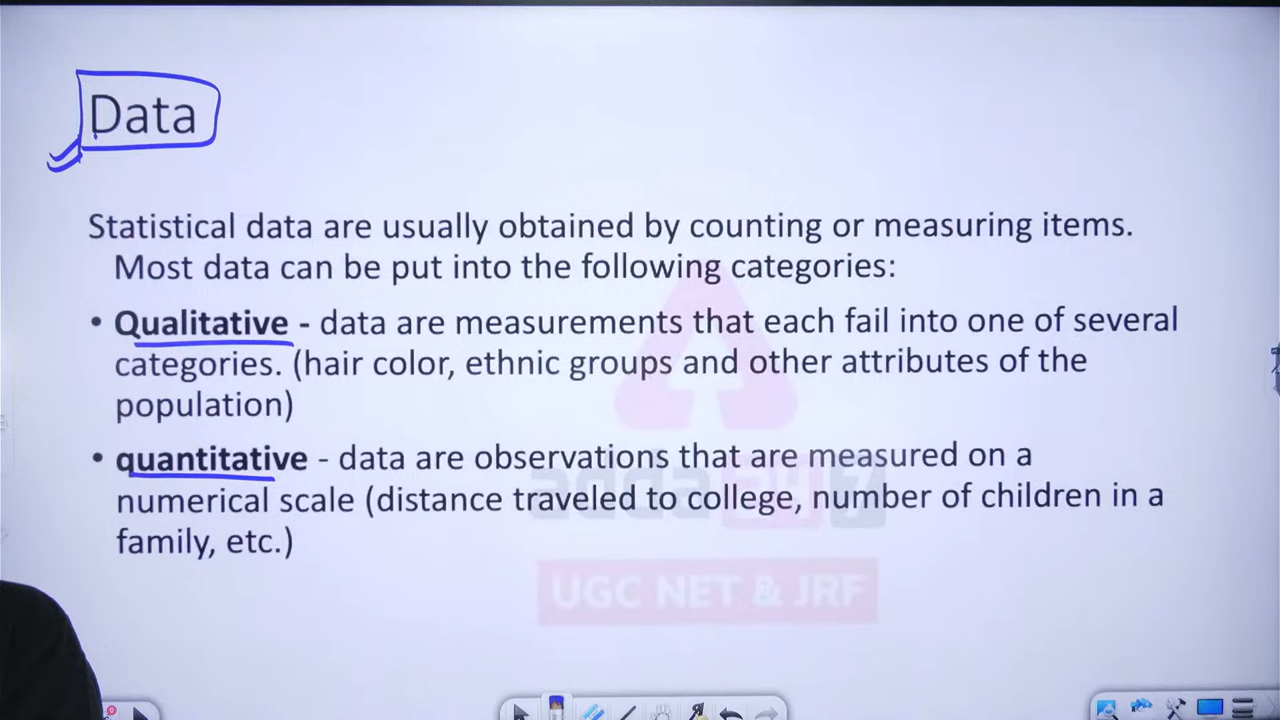 Data
Statistical data are usually obtained by counting or measuring items.
Most data can be put into the following categories:
• Qualitative - data are measurements that each fail into one of several
categories. (hair color, ethnic groups and other attributes of the
population)
• quantitative - data are observations that are measured on a
numerical scale (distance traveled to college, number of children in a
family, etc.)
adda 247
UGC NET & JRF